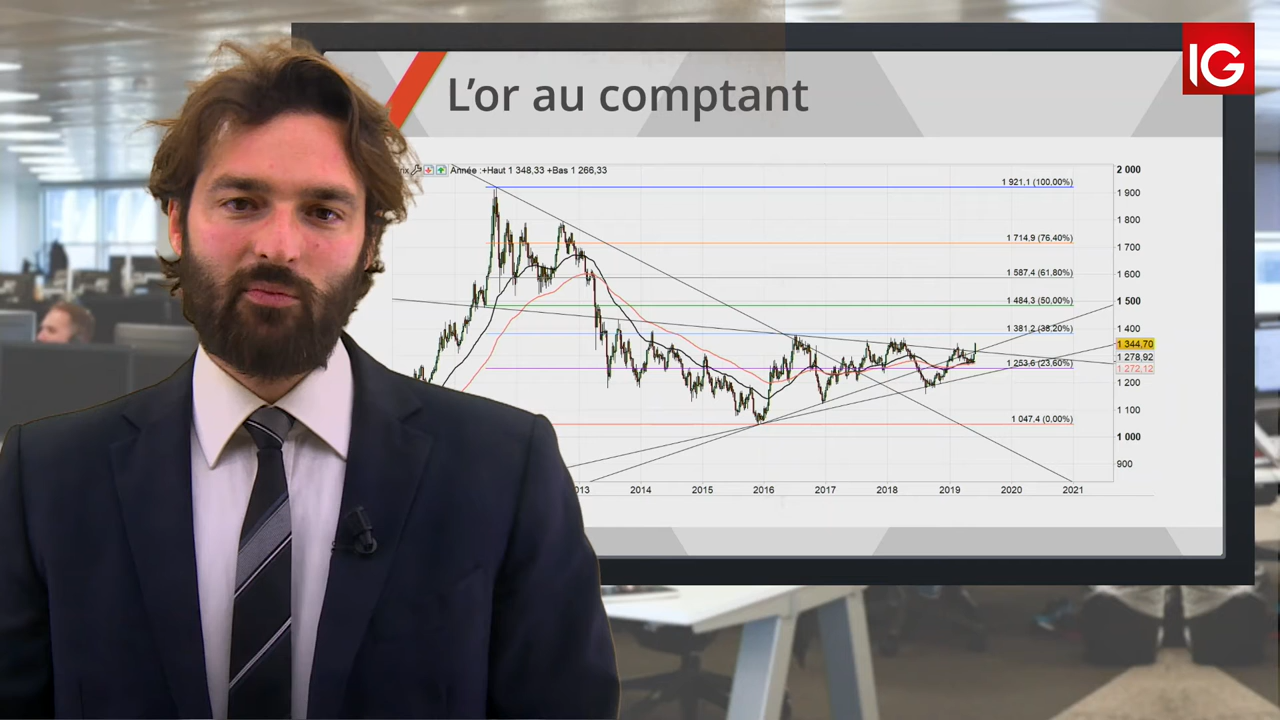 IG
L'or au comptant
Année :+Haut 1 348,33 +Bas 1 266,33
2 000
1 921,1 (100,00%)
1 900
1 800
1 714,9 (76,40%)
1 700
1 600
1 587,4 (61,80%)
1 500
1 484,3 (50,00%)
1 400
1 381,2 (38,20%)
1 344,70
1 278,92
1 253,6 (23,60%)
1 272,12
1 200
1 100
1 047,4 (0,00%)
1 000
900
013 2014 2015 2016 2017 2018 2019 2020 2021